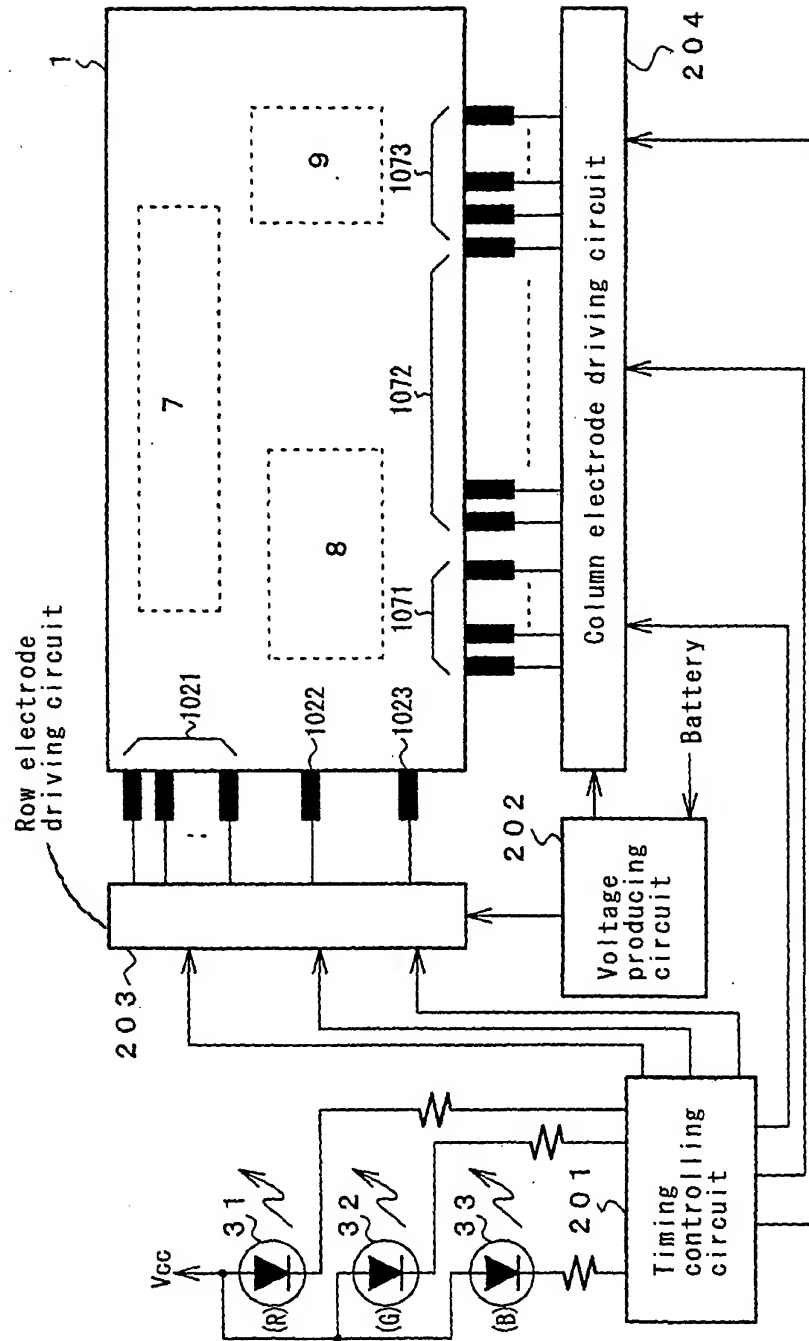 Row electrode
driving circuit
203
1021
1022
1023
1
7
8
9
1071
1072
1073
Vcc
31
(R)
32
(G)
33
(B)
201
Timing
controlling
circuit
202
Voltage
producing
circuit
Battery
Column electrode driving circuit
204